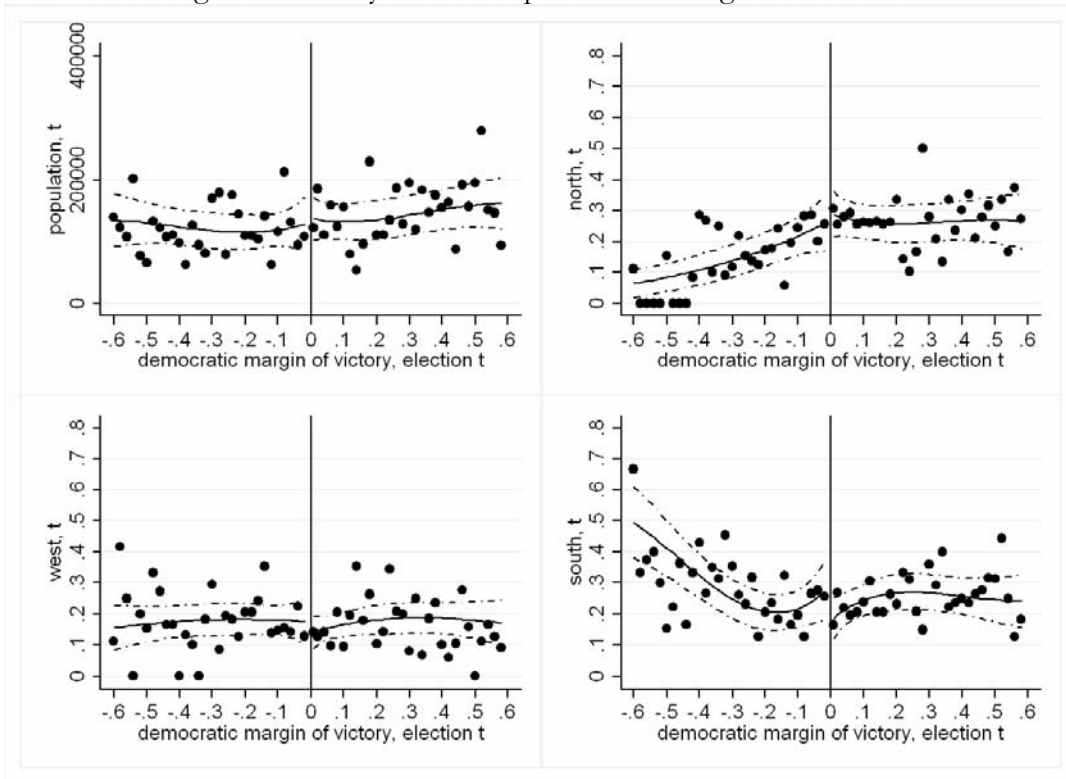 400000
200000
0
population, t
-.6 -.5 -.4 -.3 -.2 -.1 0 .1 .2 .3 .4 .5 .6
democratic margin of victory, election t
.8
.7
.6
.5
.4
.3
.2
.1
0
north, t
-.6 -.5 -.4 -.3 -.2 -.1 0 .1 .2 .3 .4 .5 .6
democratic margin of victory, election t
.8
.7
.6
.5
.4
.3
.2
.1
0
west, t
-.6 -.5 -.4 -.3 -.2 -.1 0 .1 .2 .3 .4 .5 .6
democratic margin of victory, election t
.8
.7
.6
.5
.4
.3
.2
.1
0
south, t
-.6 -.5 -.4 -.3 -.2 -.1 0 .1 .2 .3 .4 .5 .6
democratic margin of victory, election t